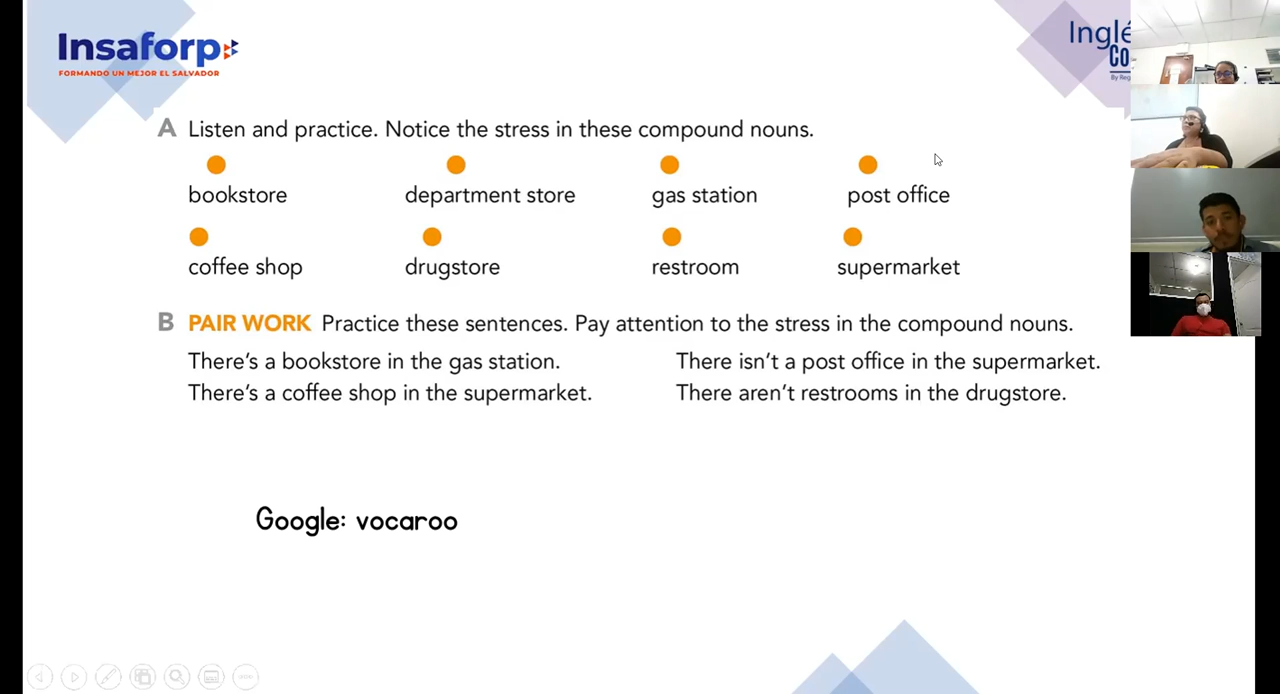 Insaforp
FORMANDO UN MEJOR EL SALVADOR
Inglé
CO
By Reg
A Listen and practice. Notice the stress in these compound nouns.
bookstore department store gas station post office
coffee shop drugstore restroom supermarket
B PAIR WORK Practice these sentences. Pay attention to the stress in the compound nouns.
There's a bookstore in the gas station. There isn't a post office in the supermarket.
There's a coffee shop in the supermarket. There aren't restrooms in the drugstore.
Google: vocaroo